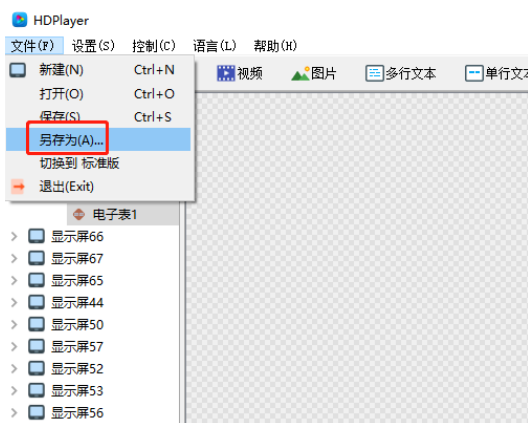 HDPlayer
文件(F) 设置(S) 控制(C) 语言(L) 帮助(H)
新建(N) Ctrl+N
视频 图片 多行文本 单行文
打开(O) Ctrl+O
保存(S) Ctrl+S
另存为(A)...
切换到 标准版
退出(Exit)
电子表1
显示屏66
显示屏67
显示屏65
显示屏44
显示屏50
显示屏57
显示屏52
显示屏53
显示屏56